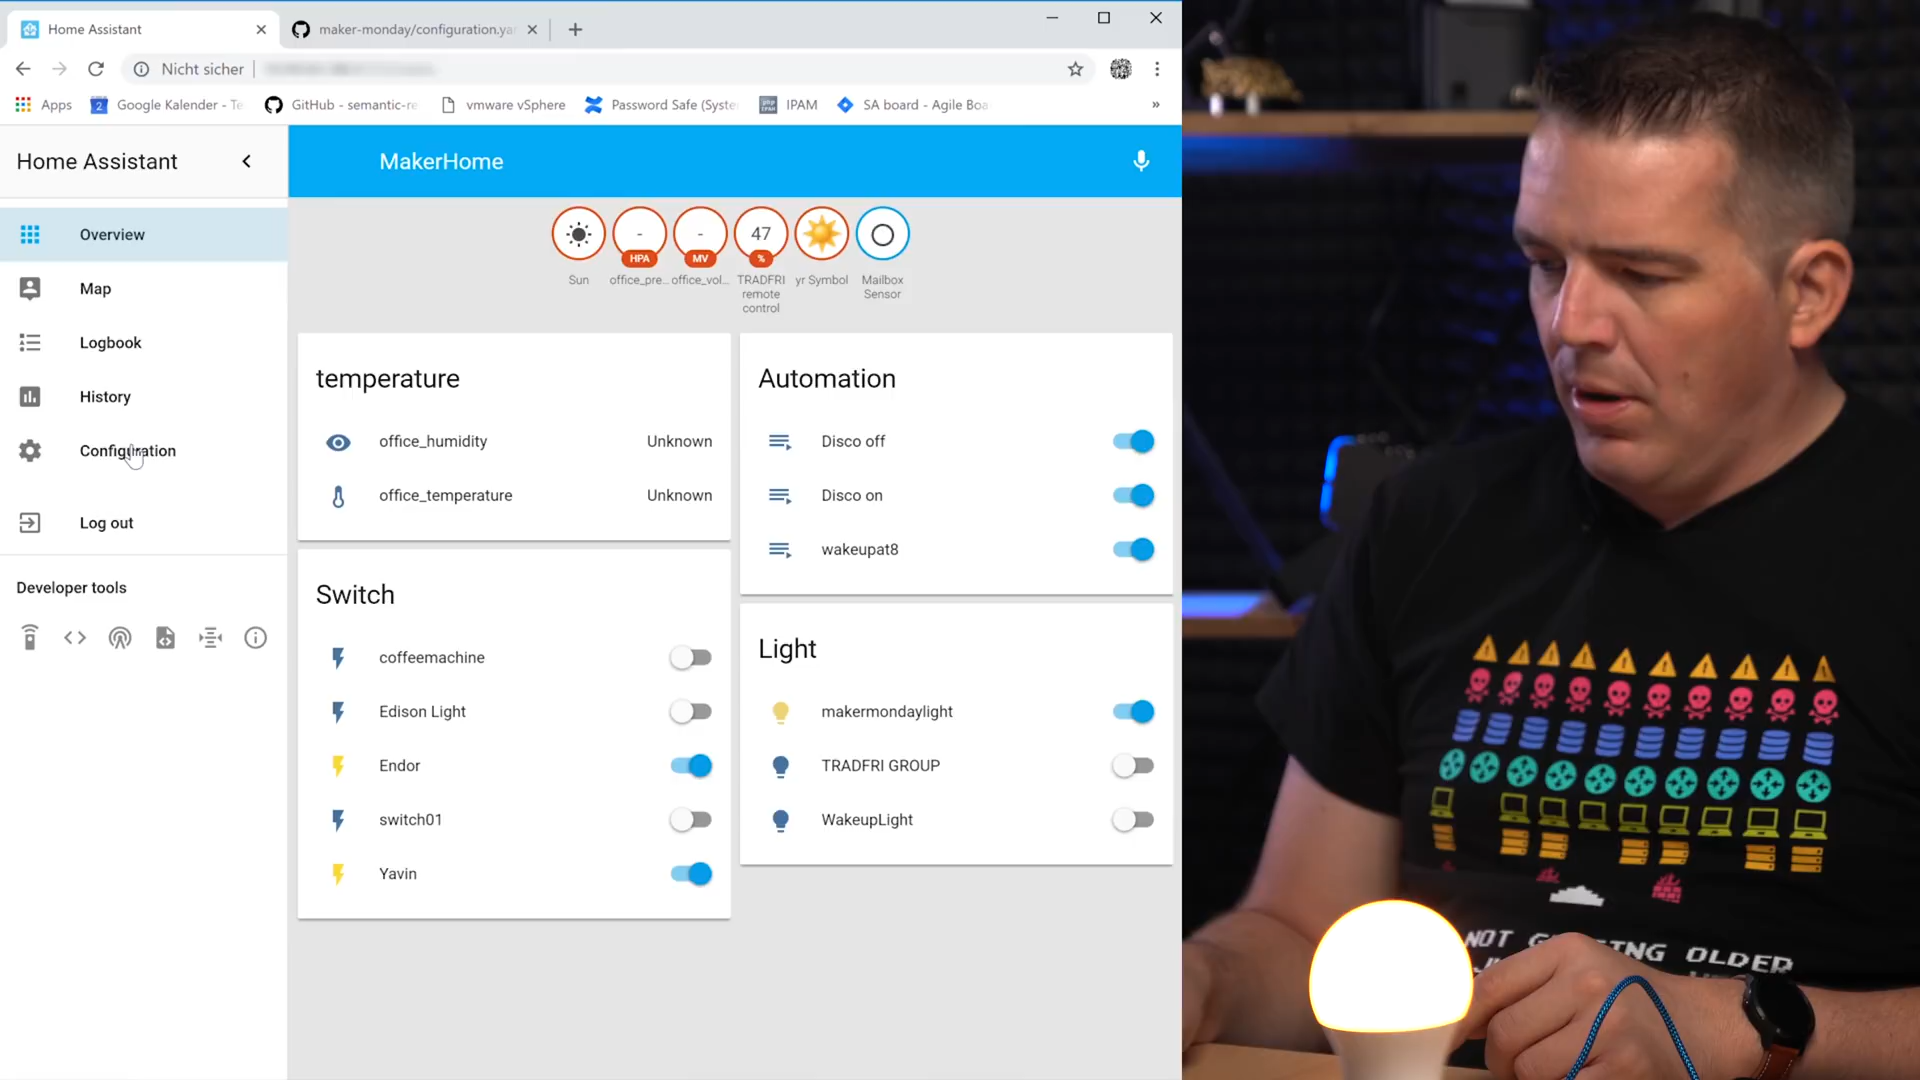 Home Assistant
maker-monday/configuration.ya
Nicht sicher
Apps
Google Kalender - Te
GitHub - semantic-re
vmware vSphere
Password Safe (Syste
IPAM
SA board - Agile Boa
»
Home Assistant
MakerHome
Overview
Map
Logbook
History
Configuration
Log out
Developer tools
-
-
47
HPA
MV
%
Sun
office_pre...
office_vol...
TRADFRI
remote
control
yr Symbol
Mailbox
Sensor
temperature
office_humidity
Unknown
office_temperature
Unknown
Switch
coffeemachine
Edison Light
Endor
switch01
Yavin
Automation
Disco off
Disco on
wakeupat8
Light
makermondaylight
TRADFRI GROUP
WakeupLight
NOT
OLDER